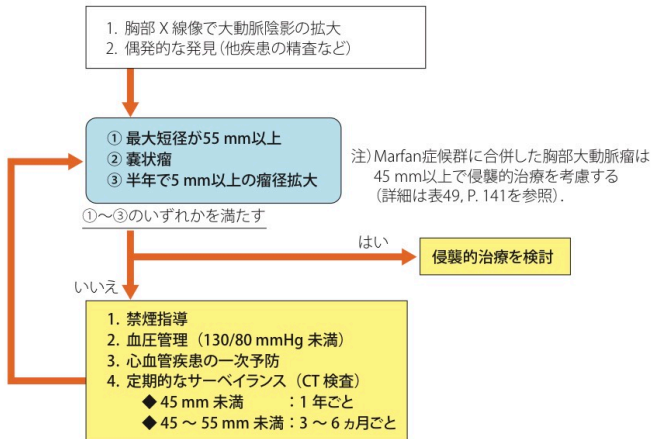 1. 胸部 X 線像で大動脈陰影の拡大
2. 偶発的な発見(他疾患の精査など)
① 最大短径が55 mm以上
② 嚢状瘤
③ 半年で5 mm以上の瘤径拡大
注)Marfan症候群に合併した胸部大動脈瘤は
45 mm以上で侵襲的治療を考慮する
(詳細は表49, P. 141を参照).
①～③のいずれかを満たす
はい
侵襲的治療を検討
いいえ
1. 禁煙指導
2. 血圧管理(130/80 mmHg 未満)
3. 心血管疾患の一次予防
4. 定期的なサーベイランス(CT 検査)
◆ 45 mm 未満 : 1 年ごと
◆ 45 ～ 55 mm 未満 : 3 ～ 6 ヵ月ごと